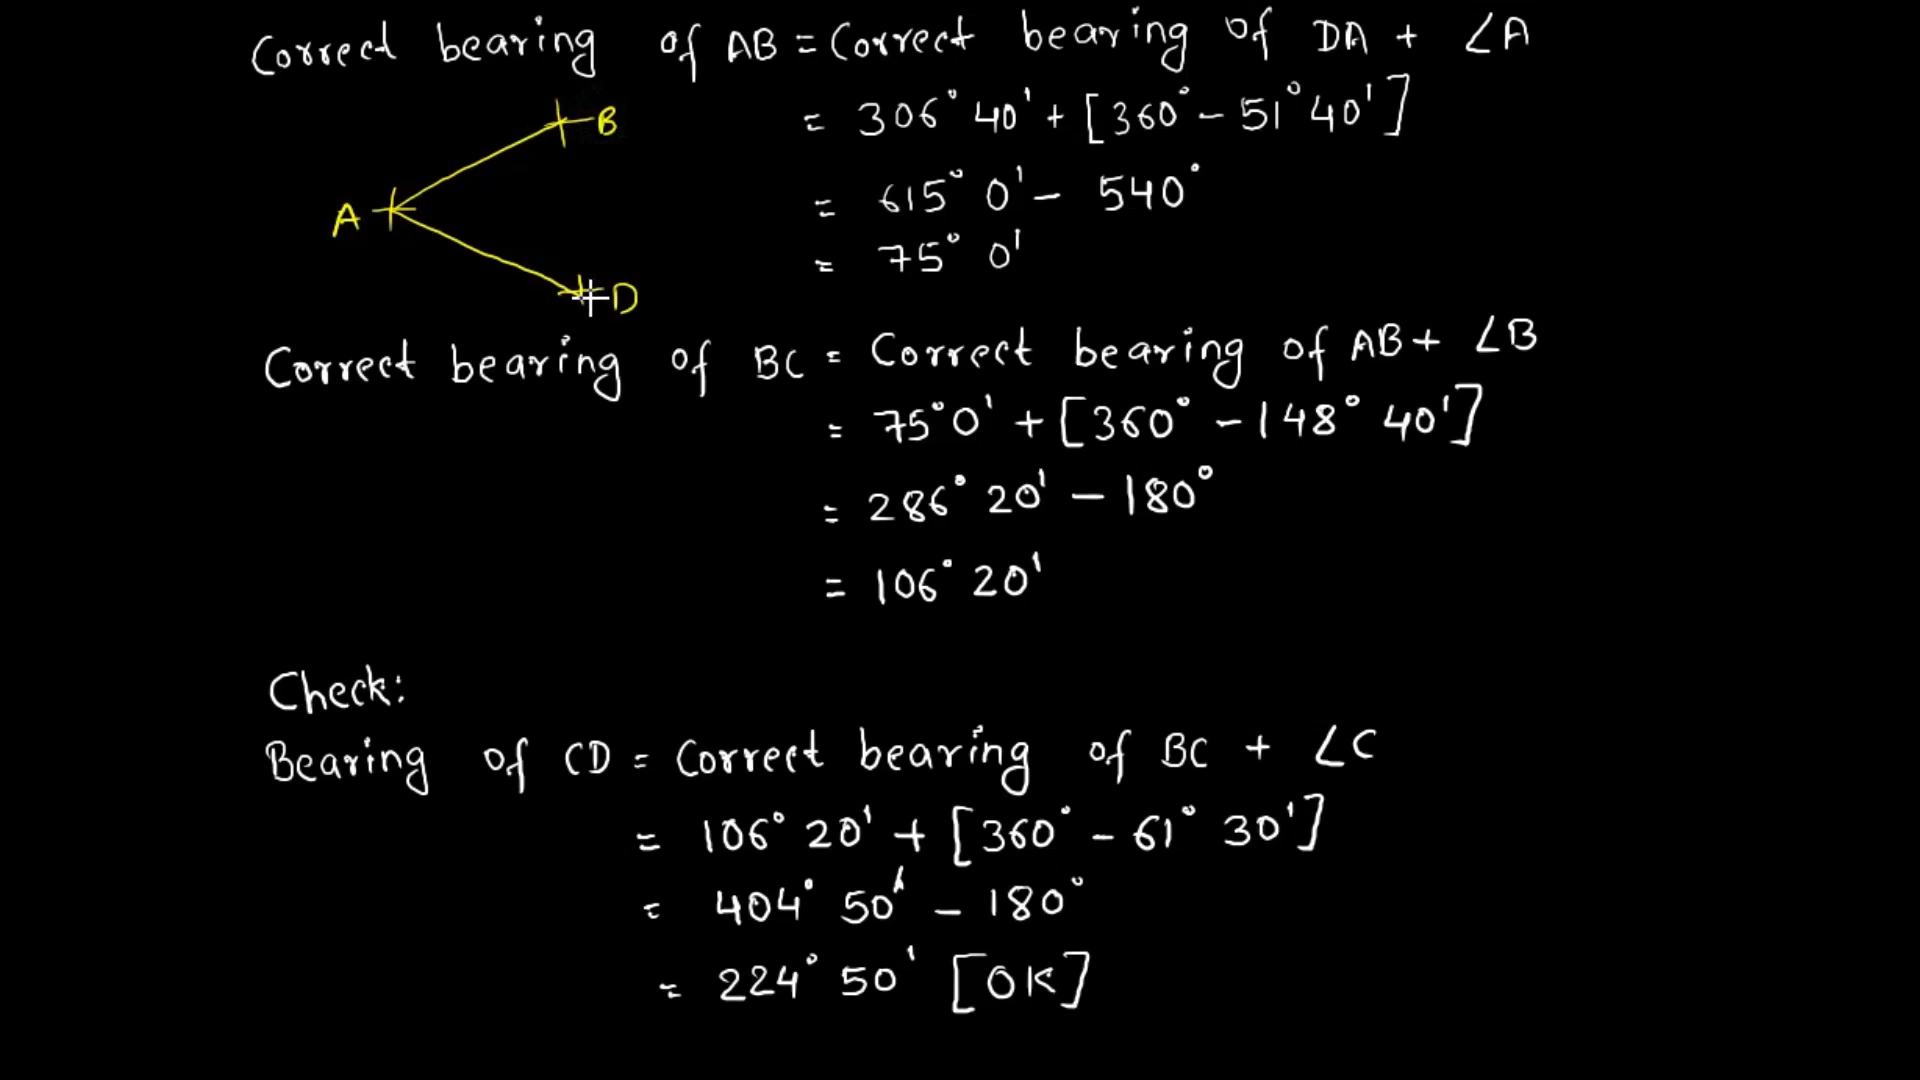 Correct bearing of AB = Correct bearing of DA + ∠A
= 306° 40' + [360° - 51° 40']
B
= 615° 0' - 540°
A
= 75° 0'
D
Correct bearing of BC = Correct bearing of AB + ∠B
= 75° 0' + [360° - 148° 40']
= 286° 20' - 180°
= 106° 20'
Check:
Bearing of CD = Correct bearing of BC + ∠C
= 106° 20' + [360° - 61° 30']
= 404° 50' - 180°
= 224° 50' [OK]